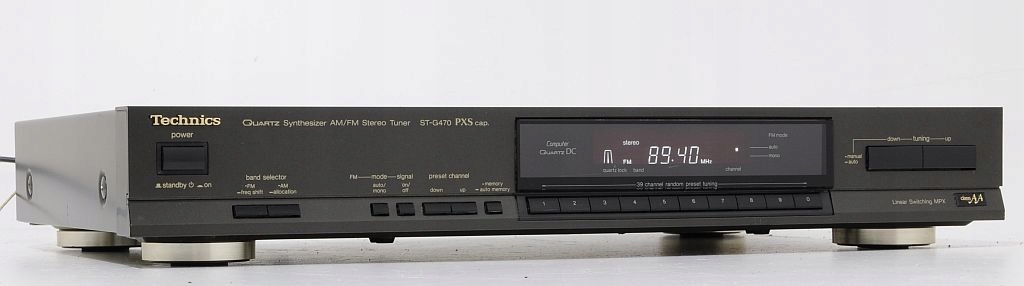 Technics
QUARTZ Synthesizer AM/FM Stereo Tuner ST-G470 PXS cap.
power
standby on
band selector
FM AM
freq shift allocation
FM mode signal preset channel
auto/ on/ down up
mono off
memory
auto memory
Computer
QUARTZ DC
stereo
FM 89.40 MHz
quartz lock band channel
FM mode
auto
mono
39 channel random preset tuning
1 2 3 4 5 6 7 8 9 0
down tuning up
manual
auto
Linear Switching MPX class AA